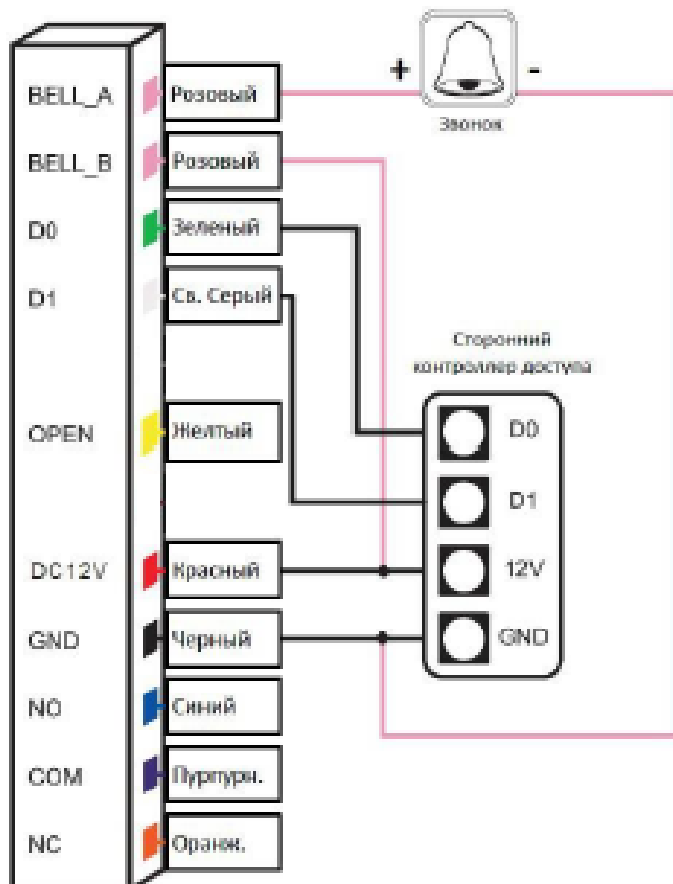 + -
BELL_A Розовый
Звонок
BELL_B Розовый
D0 Зеленый
D1 Св. Серый
Сторонний
контроллер доступа
OPEN Желтый
D0
D1
DC12V Красный 12V
GND Черный GND
NO Синий
COM Пурпурн.
NC Оранж.